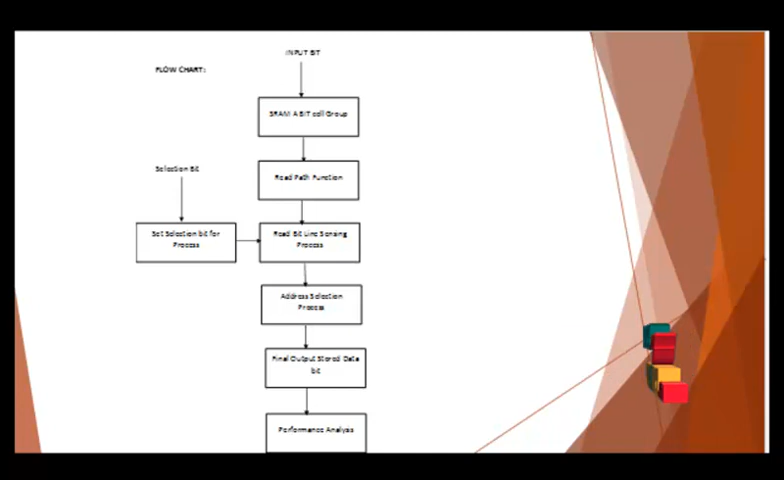 INPUT BIT
FLOW CHART:
SRAM A BIT cell Group
Read Path Function
Selection Bit
Set Selection bit for
Process
Read Bit Line Sensing
Process
Address Selection
Process
Final Output Stored Data
bit
Performance Analysis